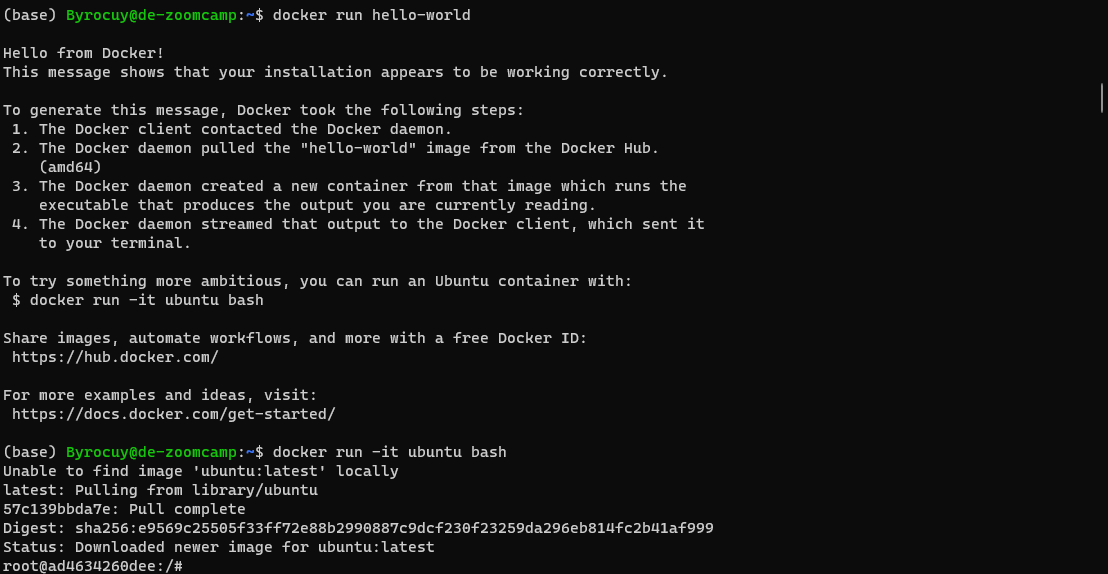 (base) Byrocuy@de-zoomcamp:~$ docker run hello-world
Hello from Docker!
This message shows that your installation appears to be working correctly.
To generate this message, Docker took the following steps:
1. The Docker client contacted the Docker daemon.
2. The Docker daemon pulled the "hello-world" image from the Docker Hub.
(amd64)
3. The Docker daemon created a new container from that image which runs the
executable that produces the output you are currently reading.
4. The Docker daemon streamed that output to the Docker client, which sent it
to your terminal.
To try something more ambitious, you can run an Ubuntu container with:
$ docker run -it ubuntu bash
Share images, automate workflows, and more with a free Docker ID:
https://hub.docker.com/
For more examples and ideas, visit:
https://docs.docker.com/get-started/
(base) Byrocuy@de-zoomcamp:~$ docker run -it ubuntu bash
Unable to find image 'ubuntu:latest' locally
latest: Pulling from library/ubuntu
57c139bbda7e: Pull complete
Digest: sha256:e9569c25505f33ff72e88b2990887c9dcf230f23259da296eb814fc2b41af999
Status: Downloaded newer image for ubuntu:latest
root@ad4634260dee:/#